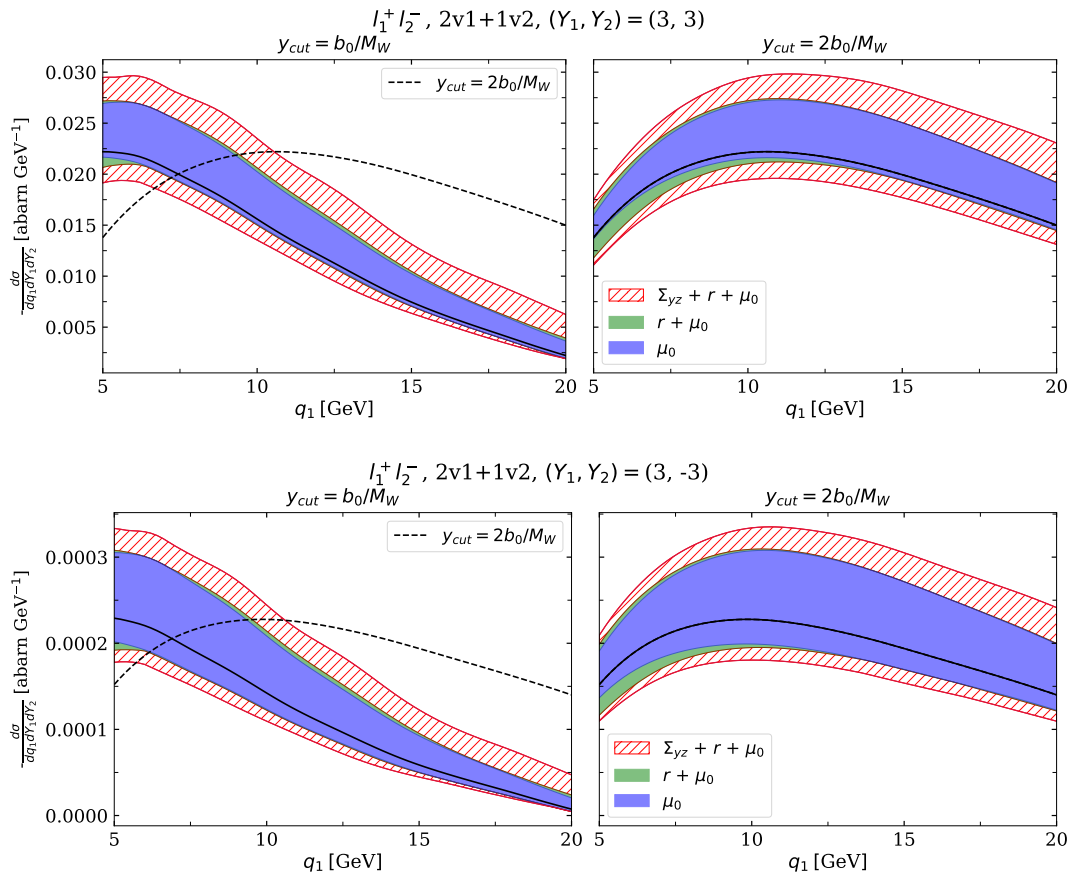 l₁⁺l₂⁻, 2v1+1v2, (Y₁, Y₂) = (3, 3)
y_cut = b₀/M_W
y_cut = 2b₀/M_W
0.030
0.025
0.020
0.015
0.010
0.005
dσ/dq₁dY₁dY₂ [abarn GeV⁻¹]
y_cut = 2b₀/M_W
Σ_yz + r + μ₀
r + μ₀
μ₀
5 10 15 20
5 10 15 20
q₁ [GeV]
q₁ [GeV]
l₁⁺l₂⁻, 2v1+1v2, (Y₁, Y₂) = (3, -3)
y_cut = b₀/M_W
y_cut = 2b₀/M_W
0.0003
0.0002
0.0001
0.0000
dσ/dq₁dY₁dY₂ [abarn GeV⁻¹]
y_cut = 2b₀/M_W
Σ_yz + r + μ₀
r + μ₀
μ₀
5 10 15 20
5 10 15 20
q₁ [GeV]
q₁ [GeV]